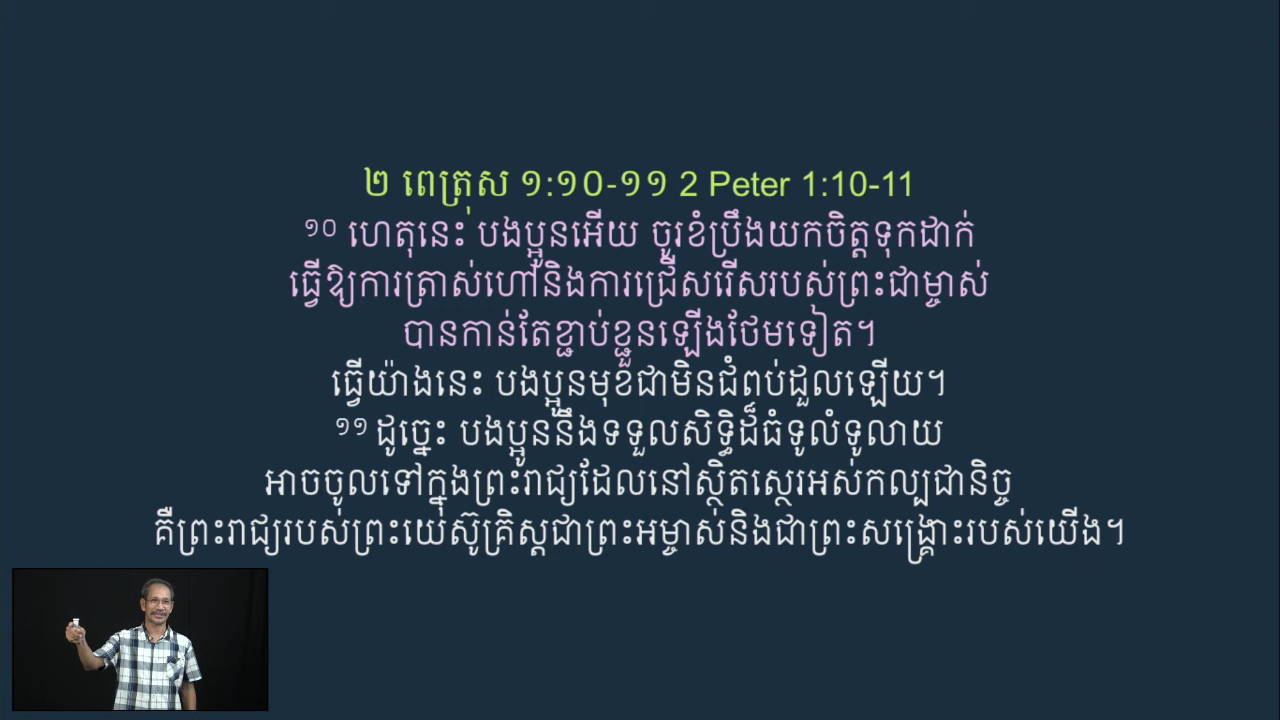 ២ ពេត្រុស ១:១០-១១ 2 Peter 1:10-11
១០ ហេតុនេះ បងប្អូនអើយ ចូរខំប្រឹងយកចិត្តទុកដាក់
ធ្វើឱ្យការត្រាស់ហៅនិងការជ្រើសរើសរបស់ព្រះជាម្ចាស់
បានកាន់តែខ្ជាប់ខ្ជួនឡើងថែមទៀត។
ធ្វើយ៉ាងនេះ បងប្អូនមុខជាមិនជំពប់ដួលឡើយ។
១១ ដូច្នេះ បងប្អូននឹងទទួលសិទ្ធិដ៏ធំទូលំទូលាយ
អាចចូលទៅក្នុងព្រះរាជ្យដែលនៅស្ថិតស្ថេរអស់កល្បជានិច្ច
គឺព្រះរាជ្យរបស់ព្រះយេស៊ូគ្រិស្តជាព្រះអម្ចាស់និងជាព្រះសង្គ្រោះរបស់យើង។